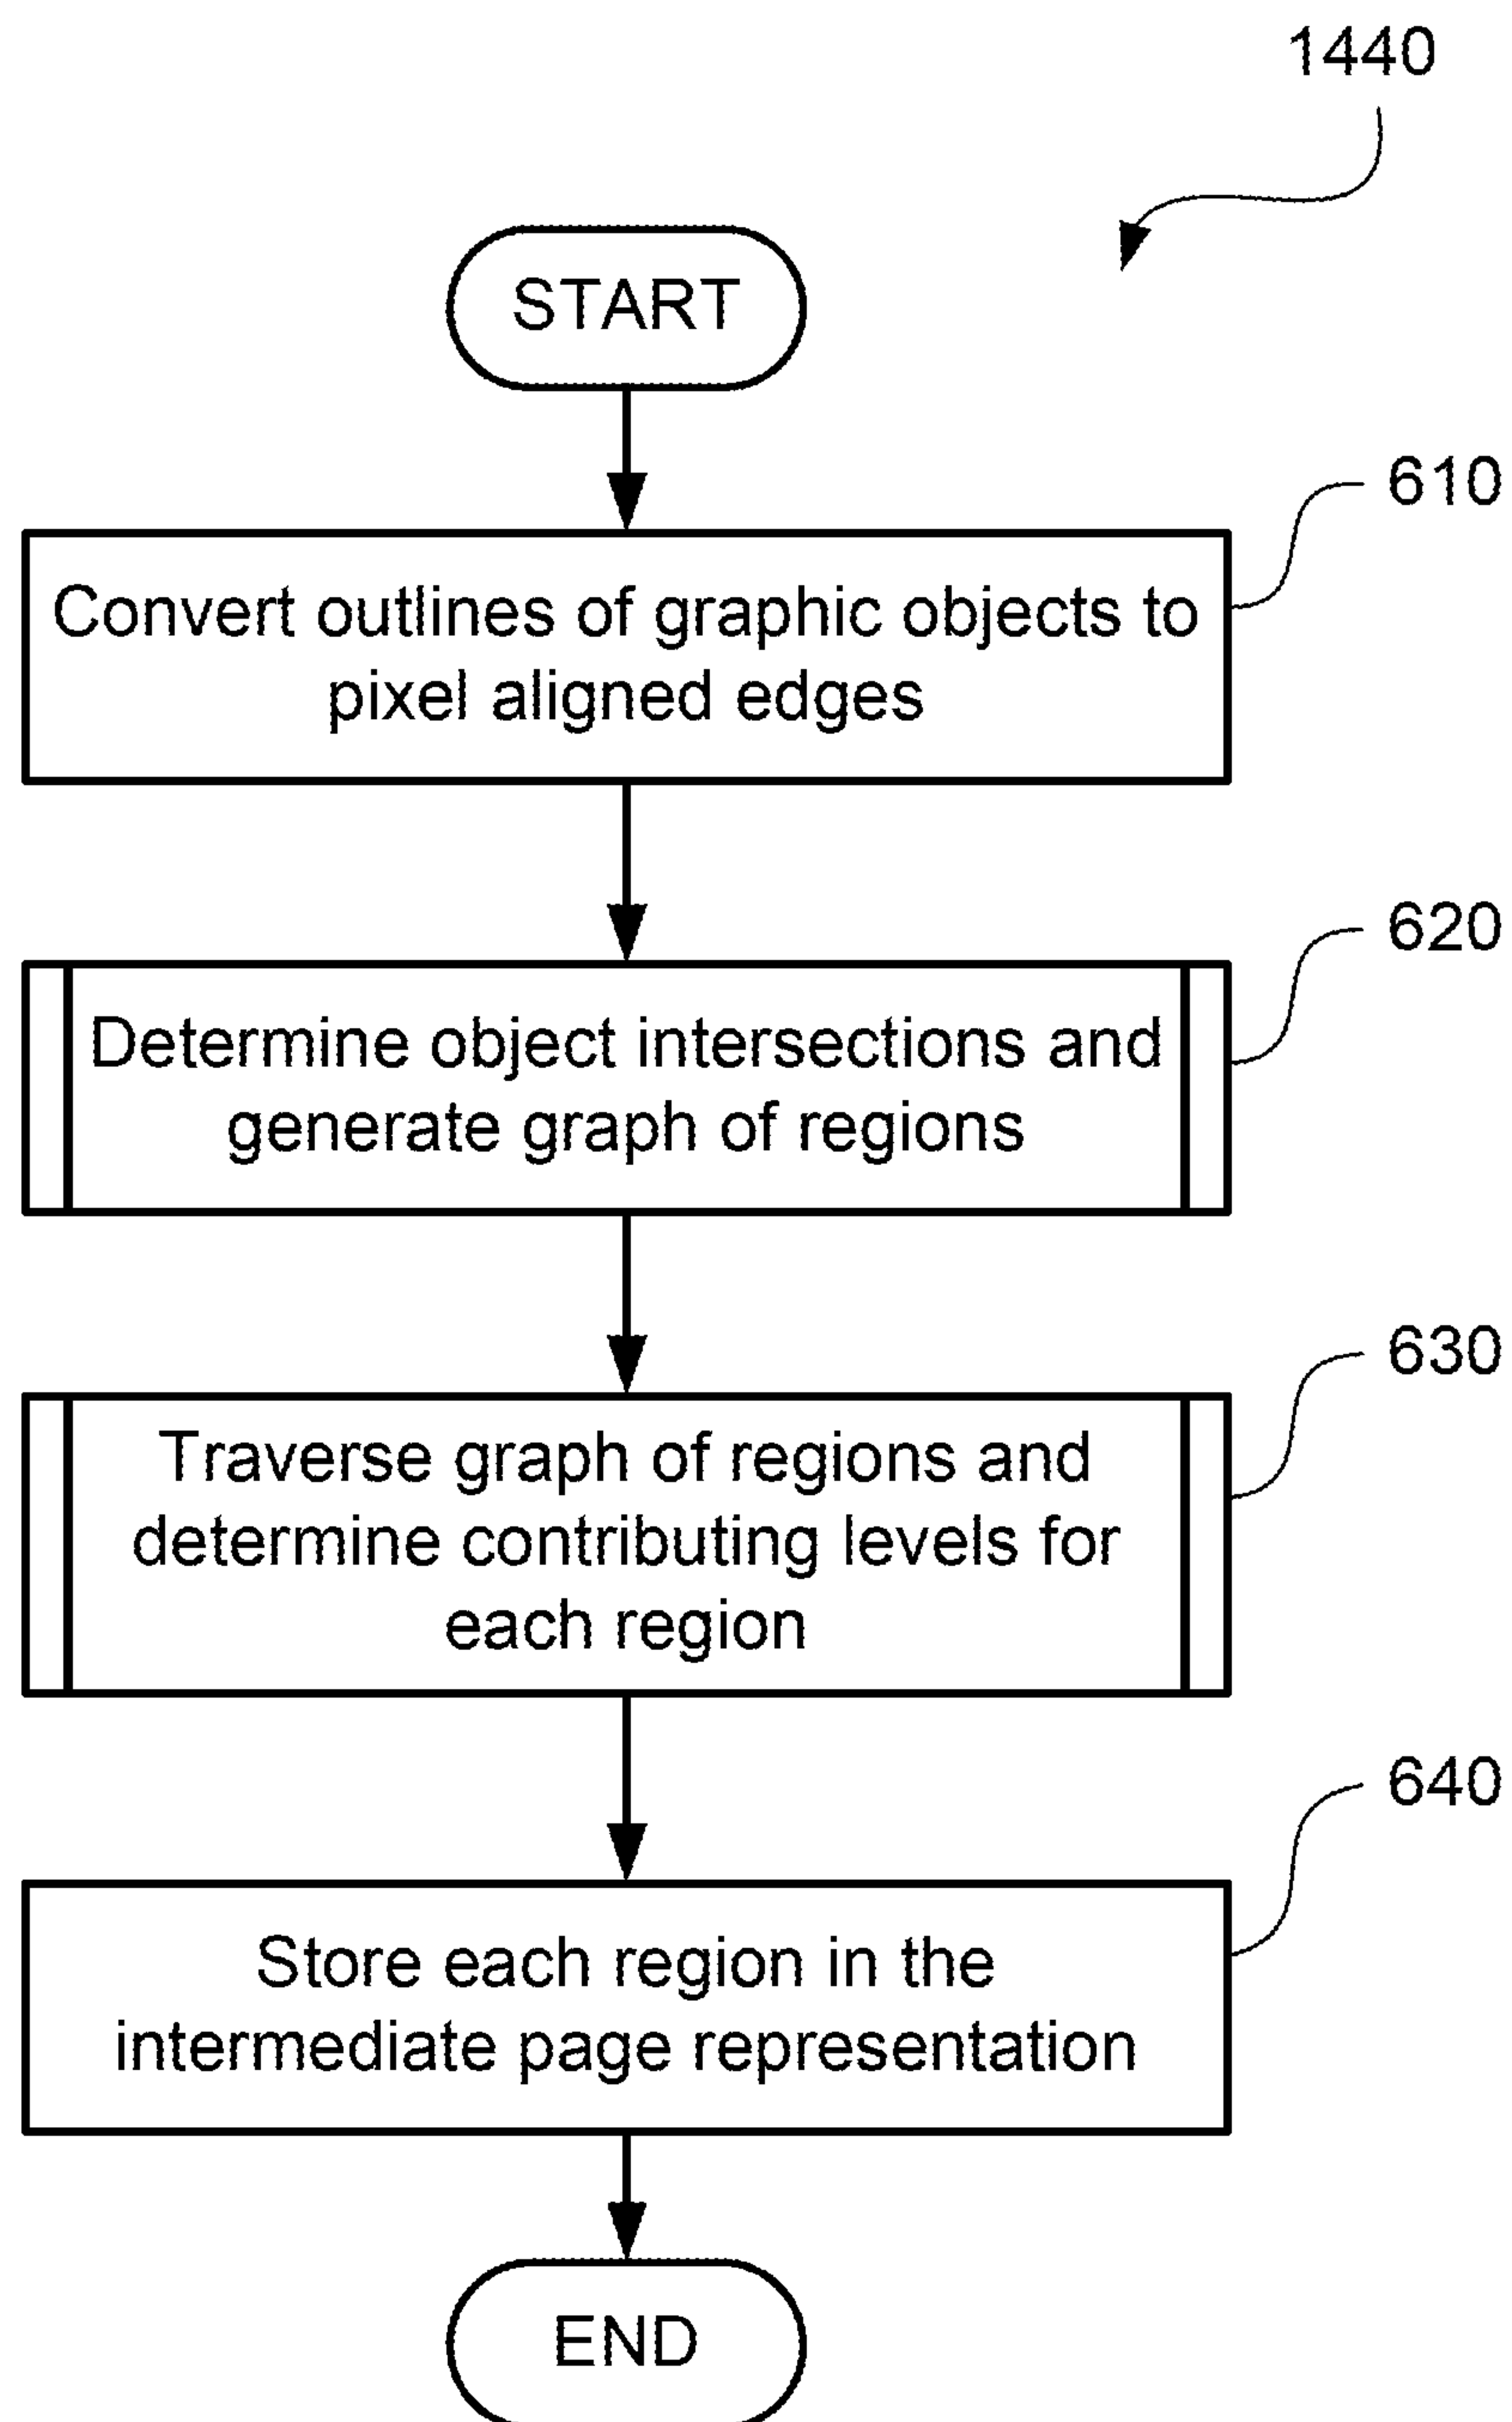 1440
START
610
Convert outlines of graphic objects to
pixel aligned edges
620
Determine object intersections and
generate graph of regions
630
Traverse graph of regions and
determine contributing levels for
each region
640
Store each region in the
intermediate page representation
END